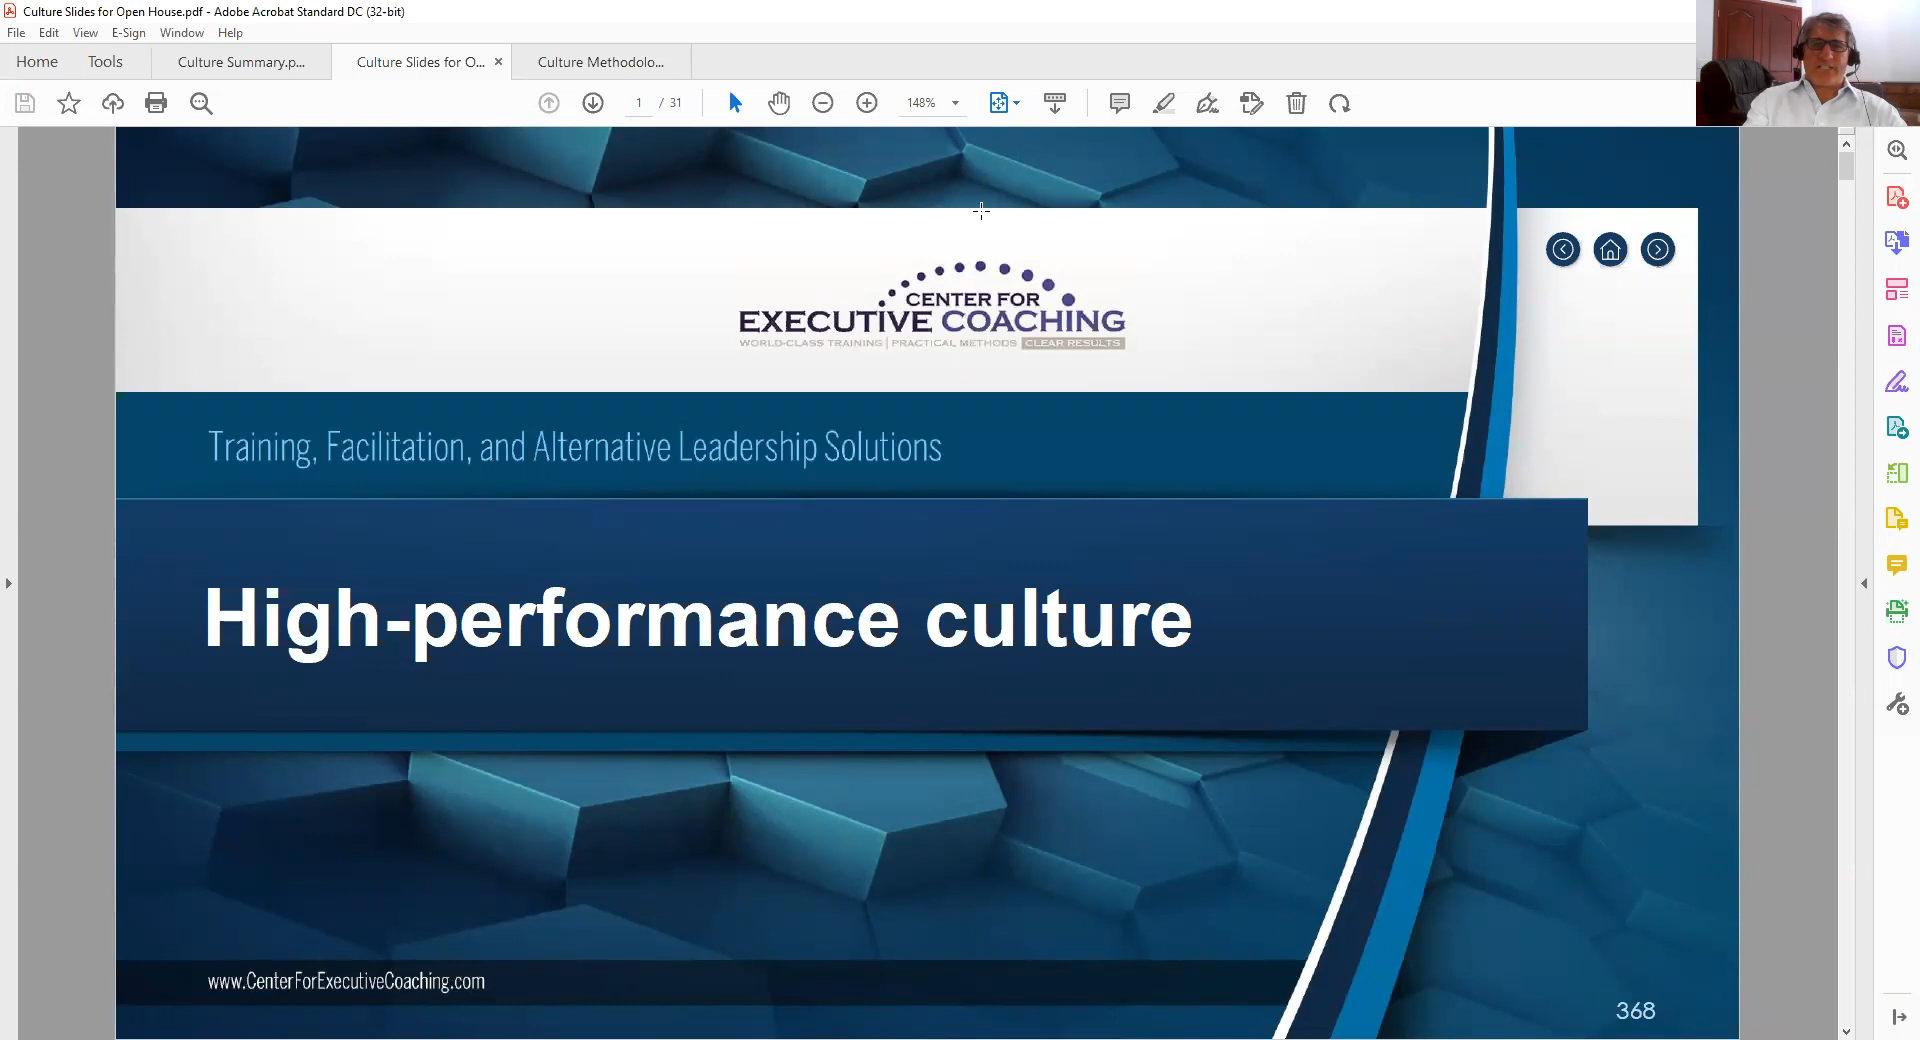 Culture Slides for Open House.pdf - Adobe Acrobat Standard DC (32-bit)
File Edit View E-Sign Window Help
Home Tools Culture Summary.p... Culture Slides for O... × Culture Methodolo...
1 / 31 148%
CENTER FOR
EXECUTIVE COACHING
WORLD-CLASS TRAINING | PRACTICAL METHODS CLEAR RESULTS
Training, Facilitation, and Alternative Leadership Solutions
High-performance culture
www.CenterForExecutiveCoaching.com
368